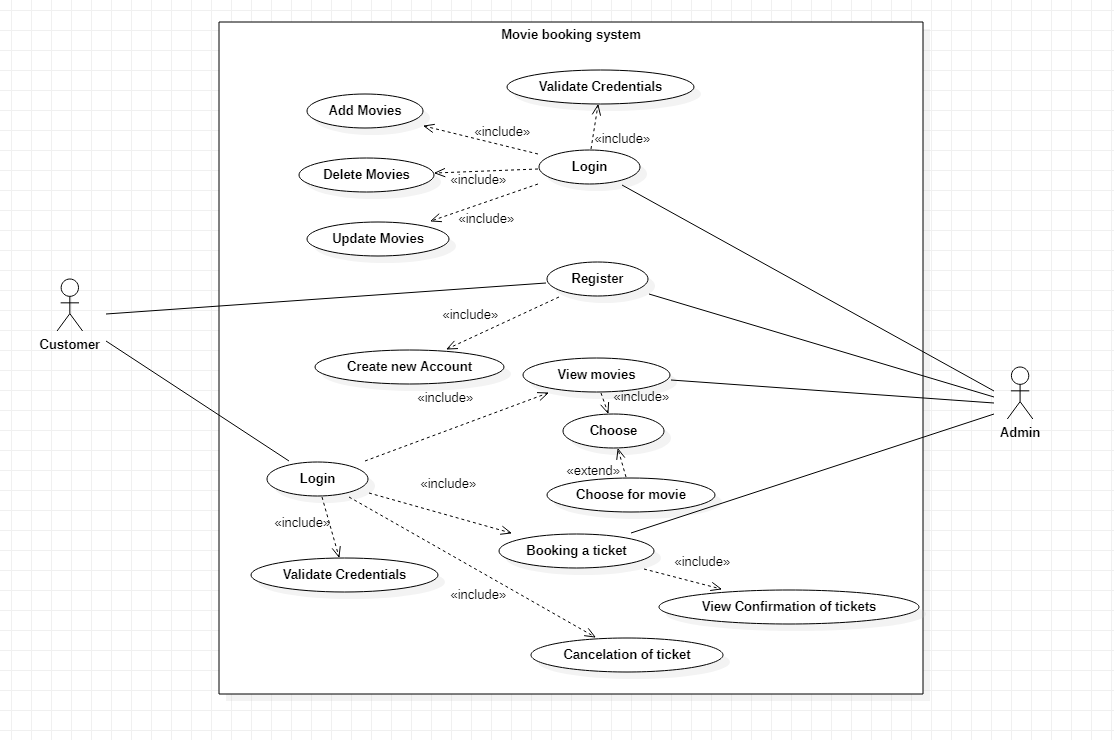 Movie booking system
Validate Credentials
Add Movies
«include»
«include»
Login
Delete Movies
«include»
«include»
Update Movies
Register
«include»
Customer
Create new Account
View movies
«include»
«include»
Choose
Admin
«extend»
Login
«include»
Choose for movie
«include»
Booking a ticket
«include»
Validate Credentials
«include»
View Confirmation of tickets
Cancelation of ticket